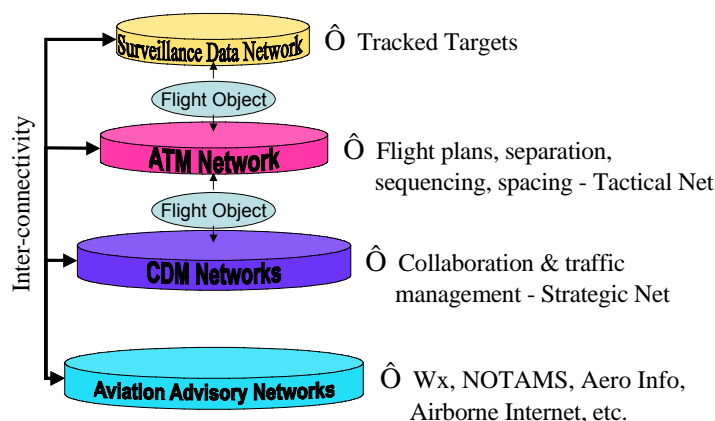 Surveillance Data Network
Ô Tracked Targets
Flight Object
ATM Network
Ô Flight plans, separation,
sequencing, spacing - Tactical Net
Flight Object
CDM Networks
Ô Collaboration & traffic
management - Strategic Net
Aviation Advisory Networks
Ô Wx, NOTAMS, Aero Info,
Airborne Internet, etc.
Inter-connectivity